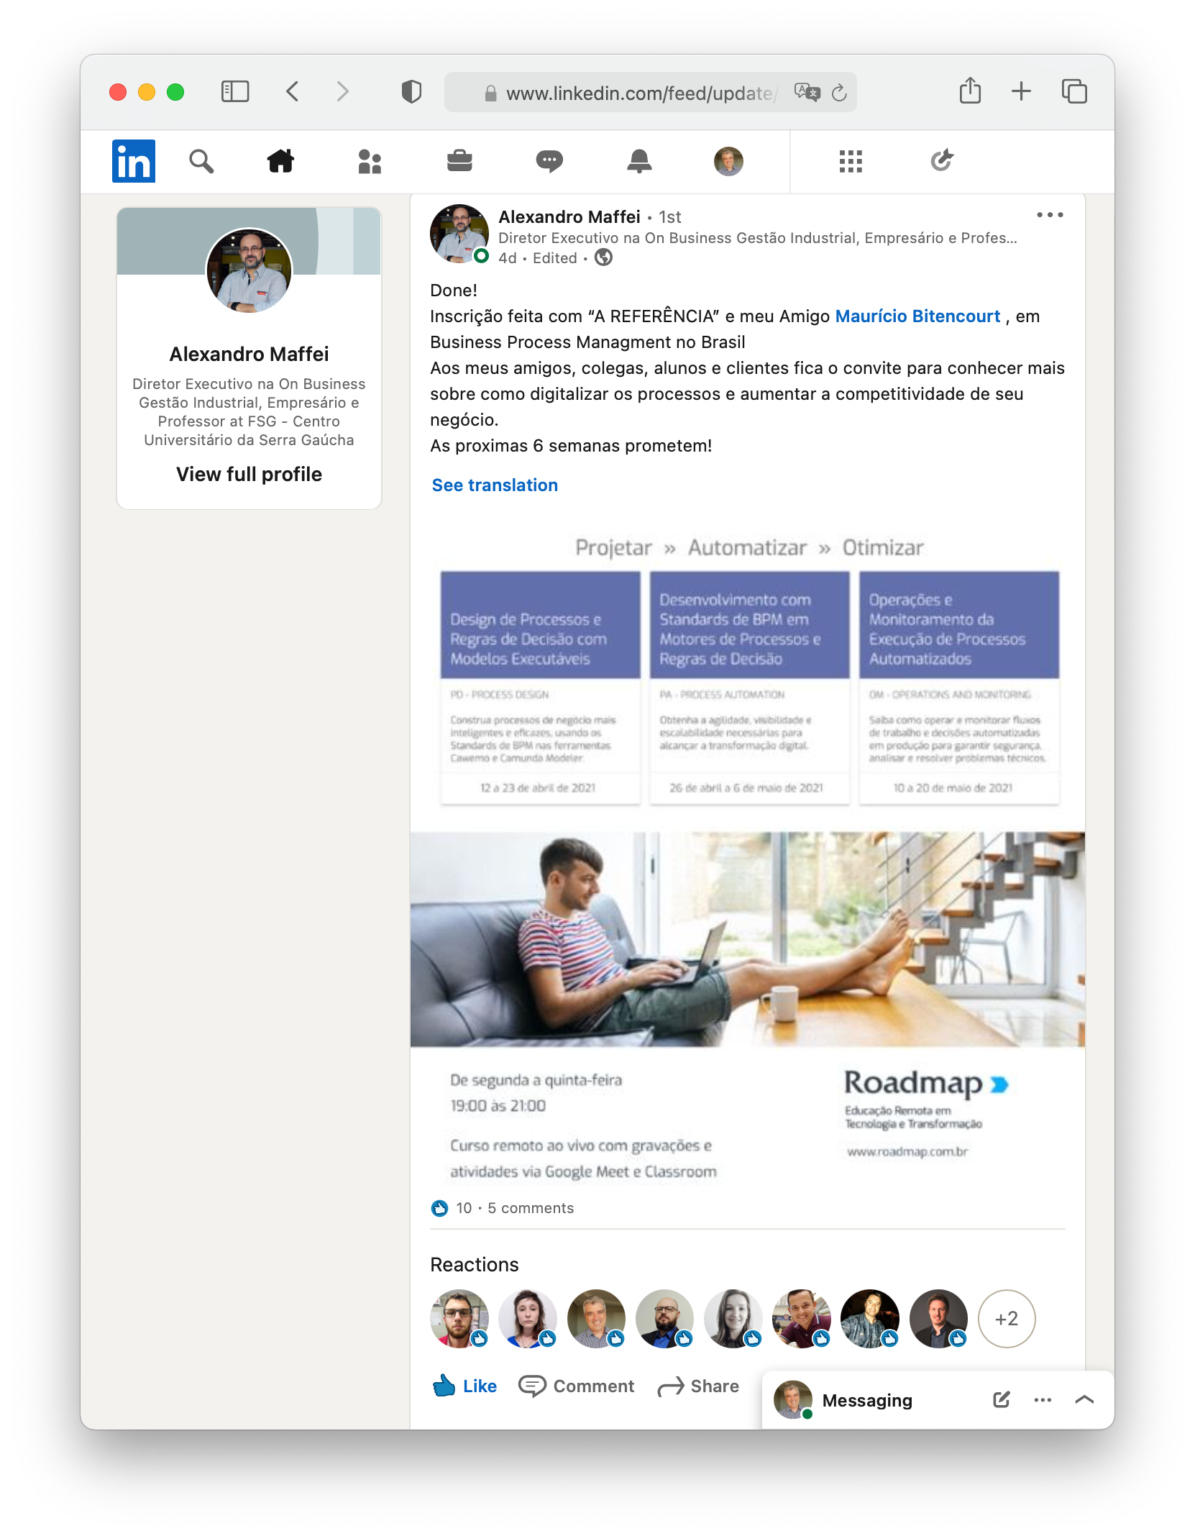 www.linkedin.com/feed/update/
in
Alexandro Maffei
Diretor Executivo na On Business
Gestão Industrial, Empresário e
Professor at FSG - Centro
Universitário da Serra Gaúcha
View full profile
Alexandro Maffei • 1st
Diretor Executivo na On Business Gestão Industrial, Empresário e Profes...
4d • Edited •
Done!
Inscrição feita com “A REFERÊNCIA” e meu Amigo Maurício Bitencourt , em
Business Process Managment no Brasil
Aos meus amigos, colegas, alunos e clientes fica o convite para conhecer mais
sobre como digitalizar os processos e aumentar a competitividade de seu
negócio.
As proximas 6 semanas prometem!
See translation
Projetar » Automatizar » Otimizar
Design de Processos e
Regras de Decisão com
Modelos Executáveis
PD - PROCESS DESIGN
Construa processos de negócio mais
inteligentes e eficazes, usando os
Standards de BPM nas ferramentas
Cawemo e Camunda Modeler.
12 a 23 de abril de 2021
Desenvolvimento com
Standards de BPM em
Motores de Processos e
Regras de Decisão
PA - PROCESS AUTOMATION
Obtenha a agilidade, visibilidade e
escalabilidade necessárias para
alcançar a transformação digital.
26 de abril a 6 de maio de 2021
Operações e
Monitoramento da
Execução de Processos
Automatizados
OM - OPERATIONS AND MONITORING
Saiba como operar e monitorar fluxos
de trabalho e decisões automatizadas
em produção para garantir segurança,
analisar e resolver problemas técnicos.
10 a 20 de maio de 2021
De segunda a quinta-feira
19:00 às 21:00
Curso remoto ao vivo com gravações e
atividades via Google Meet e Classroom
Roadmap
Educação Remota em
Tecnologia e Transformação
www.roadmap.com.br
10 • 5 comments
Reactions
+2
Like
Comment
Share
Messaging